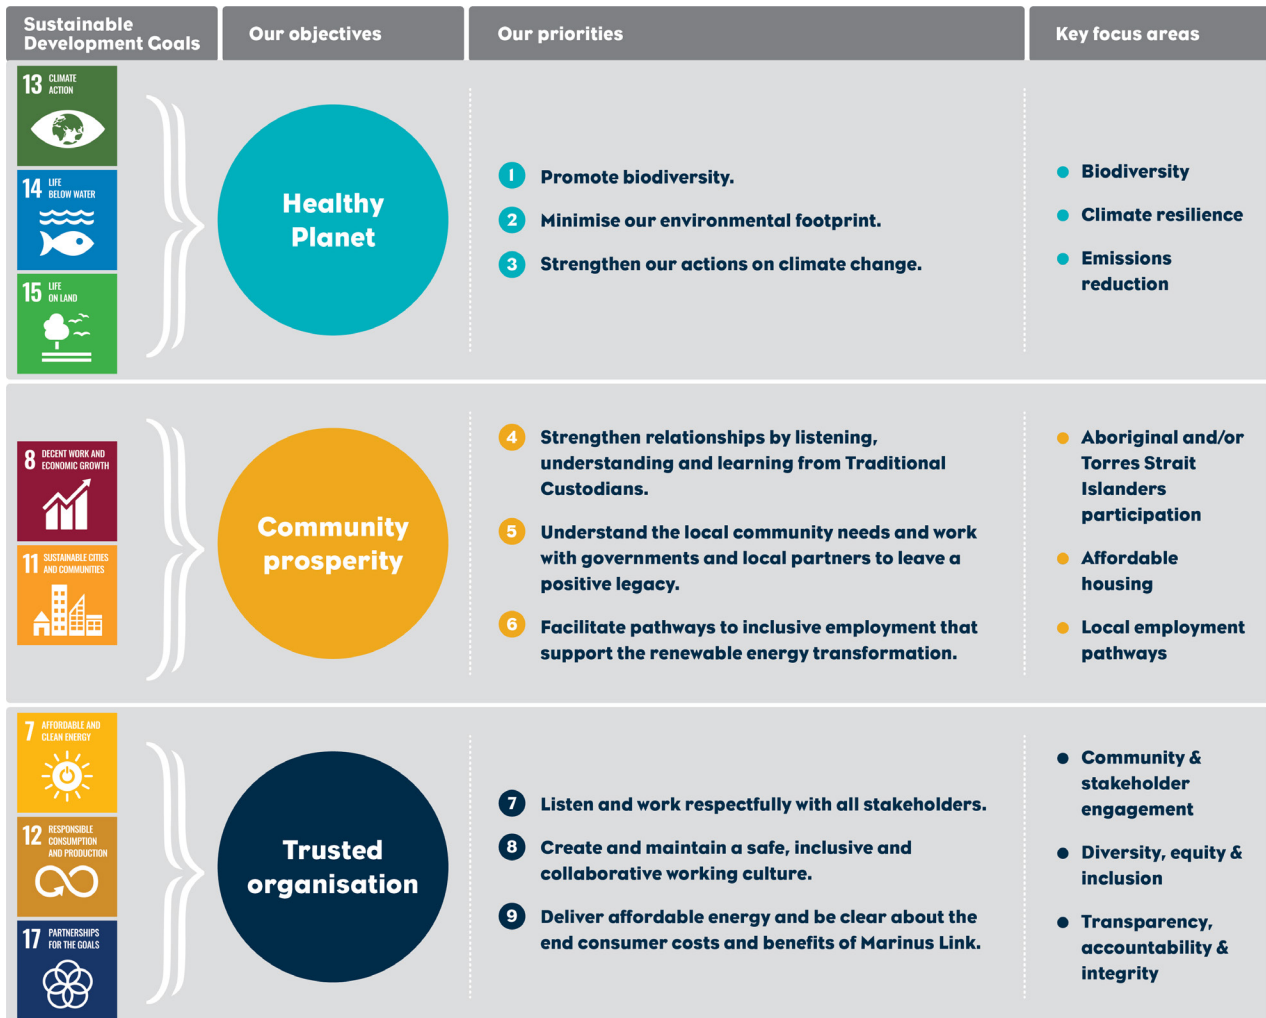 Sustainable
Development Goals
Our objectives
Our priorities
Key focus areas
13 CLIMATE
ACTION
14 LIFE
BELOW WATER
15 LIFE
ON LAND
Healthy
Planet
1 Promote biodiversity.
2 Minimise our environmental footprint.
3 Strengthen our actions on climate change.
Biodiversity
Climate resilience
Emissions
reduction
8 DECENT WORK AND
ECONOMIC GROWTH
11 SUSTAINABLE CITIES
AND COMMUNITIES
Community
prosperity
4 Strengthen relationships by listening,
understanding and learning from Traditional
Custodians.
5 Understand the local community needs and work
with governments and local partners to leave a
positive legacy.
6 Facilitate pathways to inclusive employment that
support the renewable energy transformation.
Aboriginal and/or
Torres Strait
Islanders
participation
Affordable
housing
Local employment
pathways
7 AFFORDABLE AND
CLEAN ENERGY
12 RESPONSIBLE
CONSUMPTION
AND PRODUCTION
17 PARTNERSHIPS
FOR THE GOALS
Trusted
organisation
7 Listen and work respectfully with all stakeholders.
8 Create and maintain a safe, inclusive and
collaborative working culture.
9 Deliver affordable energy and be clear about the
end consumer costs and benefits of Marinus Link.
Community &
stakeholder
engagement
Diversity, equity &
inclusion
Transparency,
accountability &
integrity